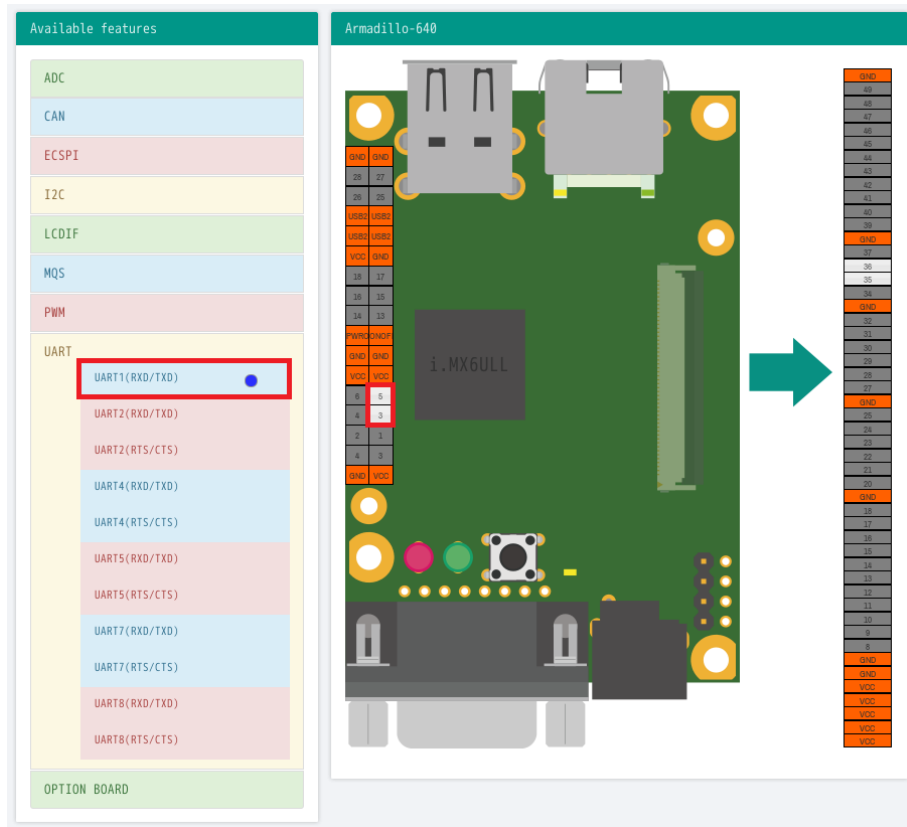 Available features
ADC
CAN
ECSPI
I2C
LCDIF
MQS
PWM
UART
UART1(RXD/TXD)
UART2(RXD/TXD)
UART2(RTS/CTS)
UART4(RXD/TXD)
UART4(RTS/CTS)
UART5(RXD/TXD)
UART5(RTS/CTS)
UART7(RXD/TXD)
UART7(RTS/CTS)
UART8(RXD/TXD)
UART8(RTS/CTS)
OPTION BOARD
Armadillo-640
GND GND
28 27
26 25
USB2 USB2
USB2 USB2
VCC GND
18 17
16 15
14 13
GND GND
VCC VCC
6 5
4 3
2 1
4 3
GND VCC
i.MX6ULL
GND
49
48
47
46
45
44
43
42
41
40
39
GND
37
36
35
34
GND
32
31
30
29
28
27
GND
25
24
23
22
21
20
GND
18
17
16
15
14
13
12
11
10
9
8
GND
GND
VCC
VCC
VCC
VCC
VCC